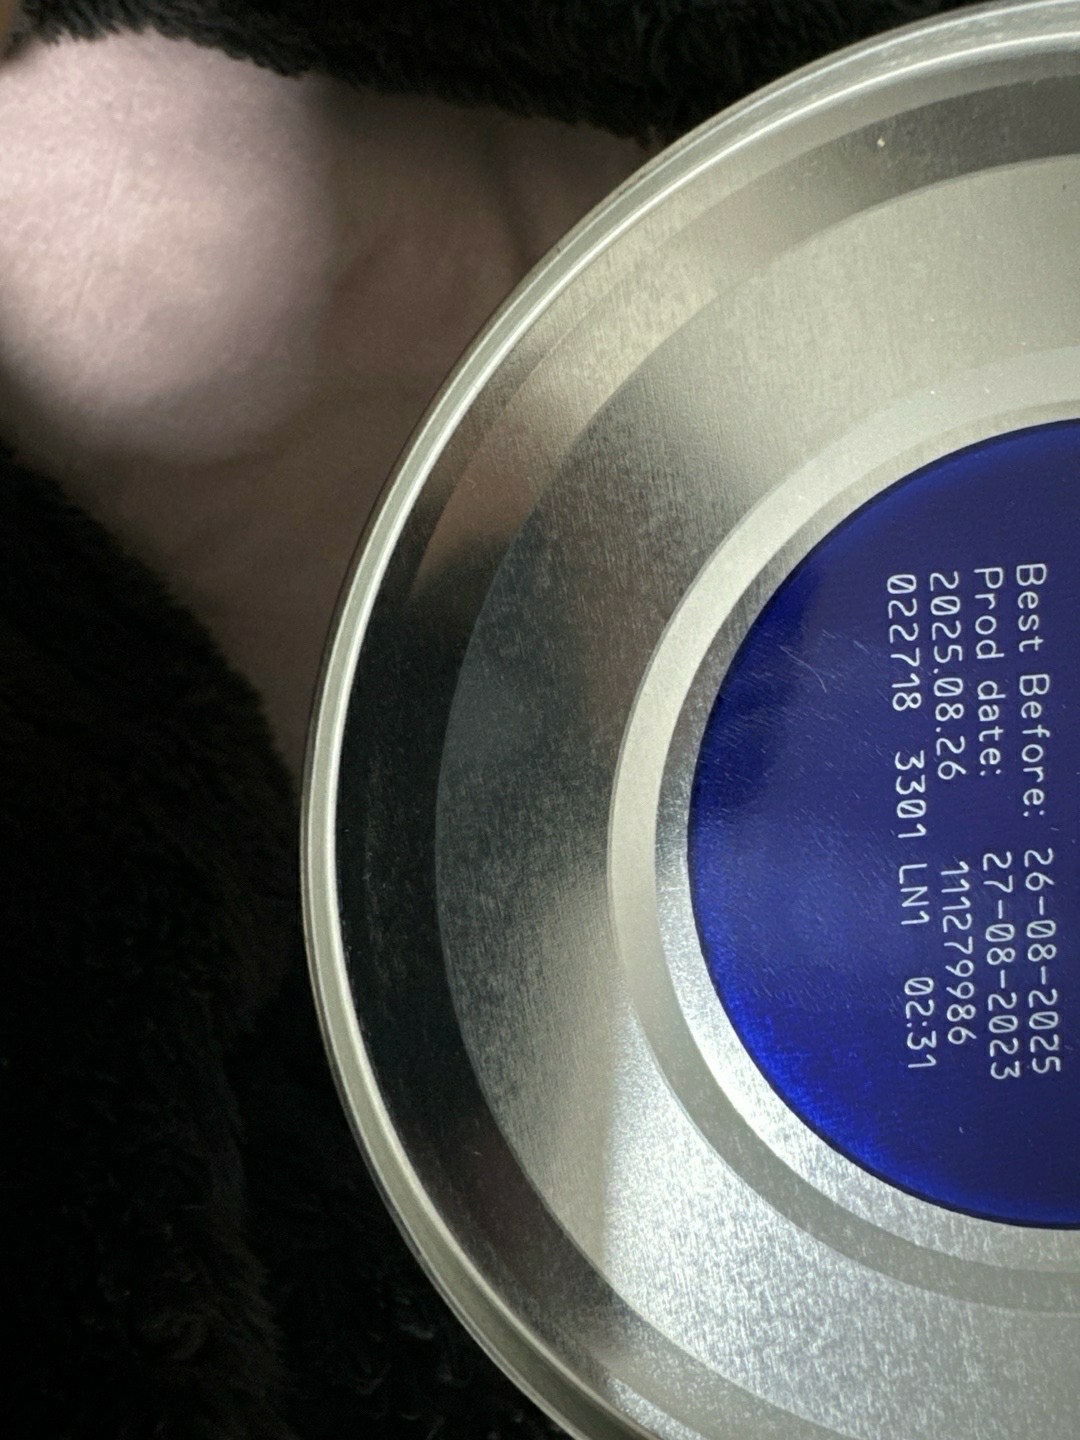 Best Before: 26-08-2025
Prod date: 27-08-2023
2025.08.26 111279986
022718 3301 LN1 02:31